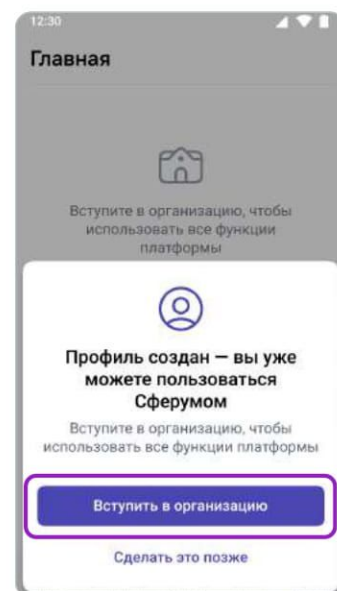 12:30
Главная
Вступите в организацию, чтобы
использовать все функции
платформы
Профиль создан — вы уже
можете пользоваться
Сферумом
Вступите в организацию, чтобы
использовать все функции платформы
Вступить в организацию
Сделать это позже